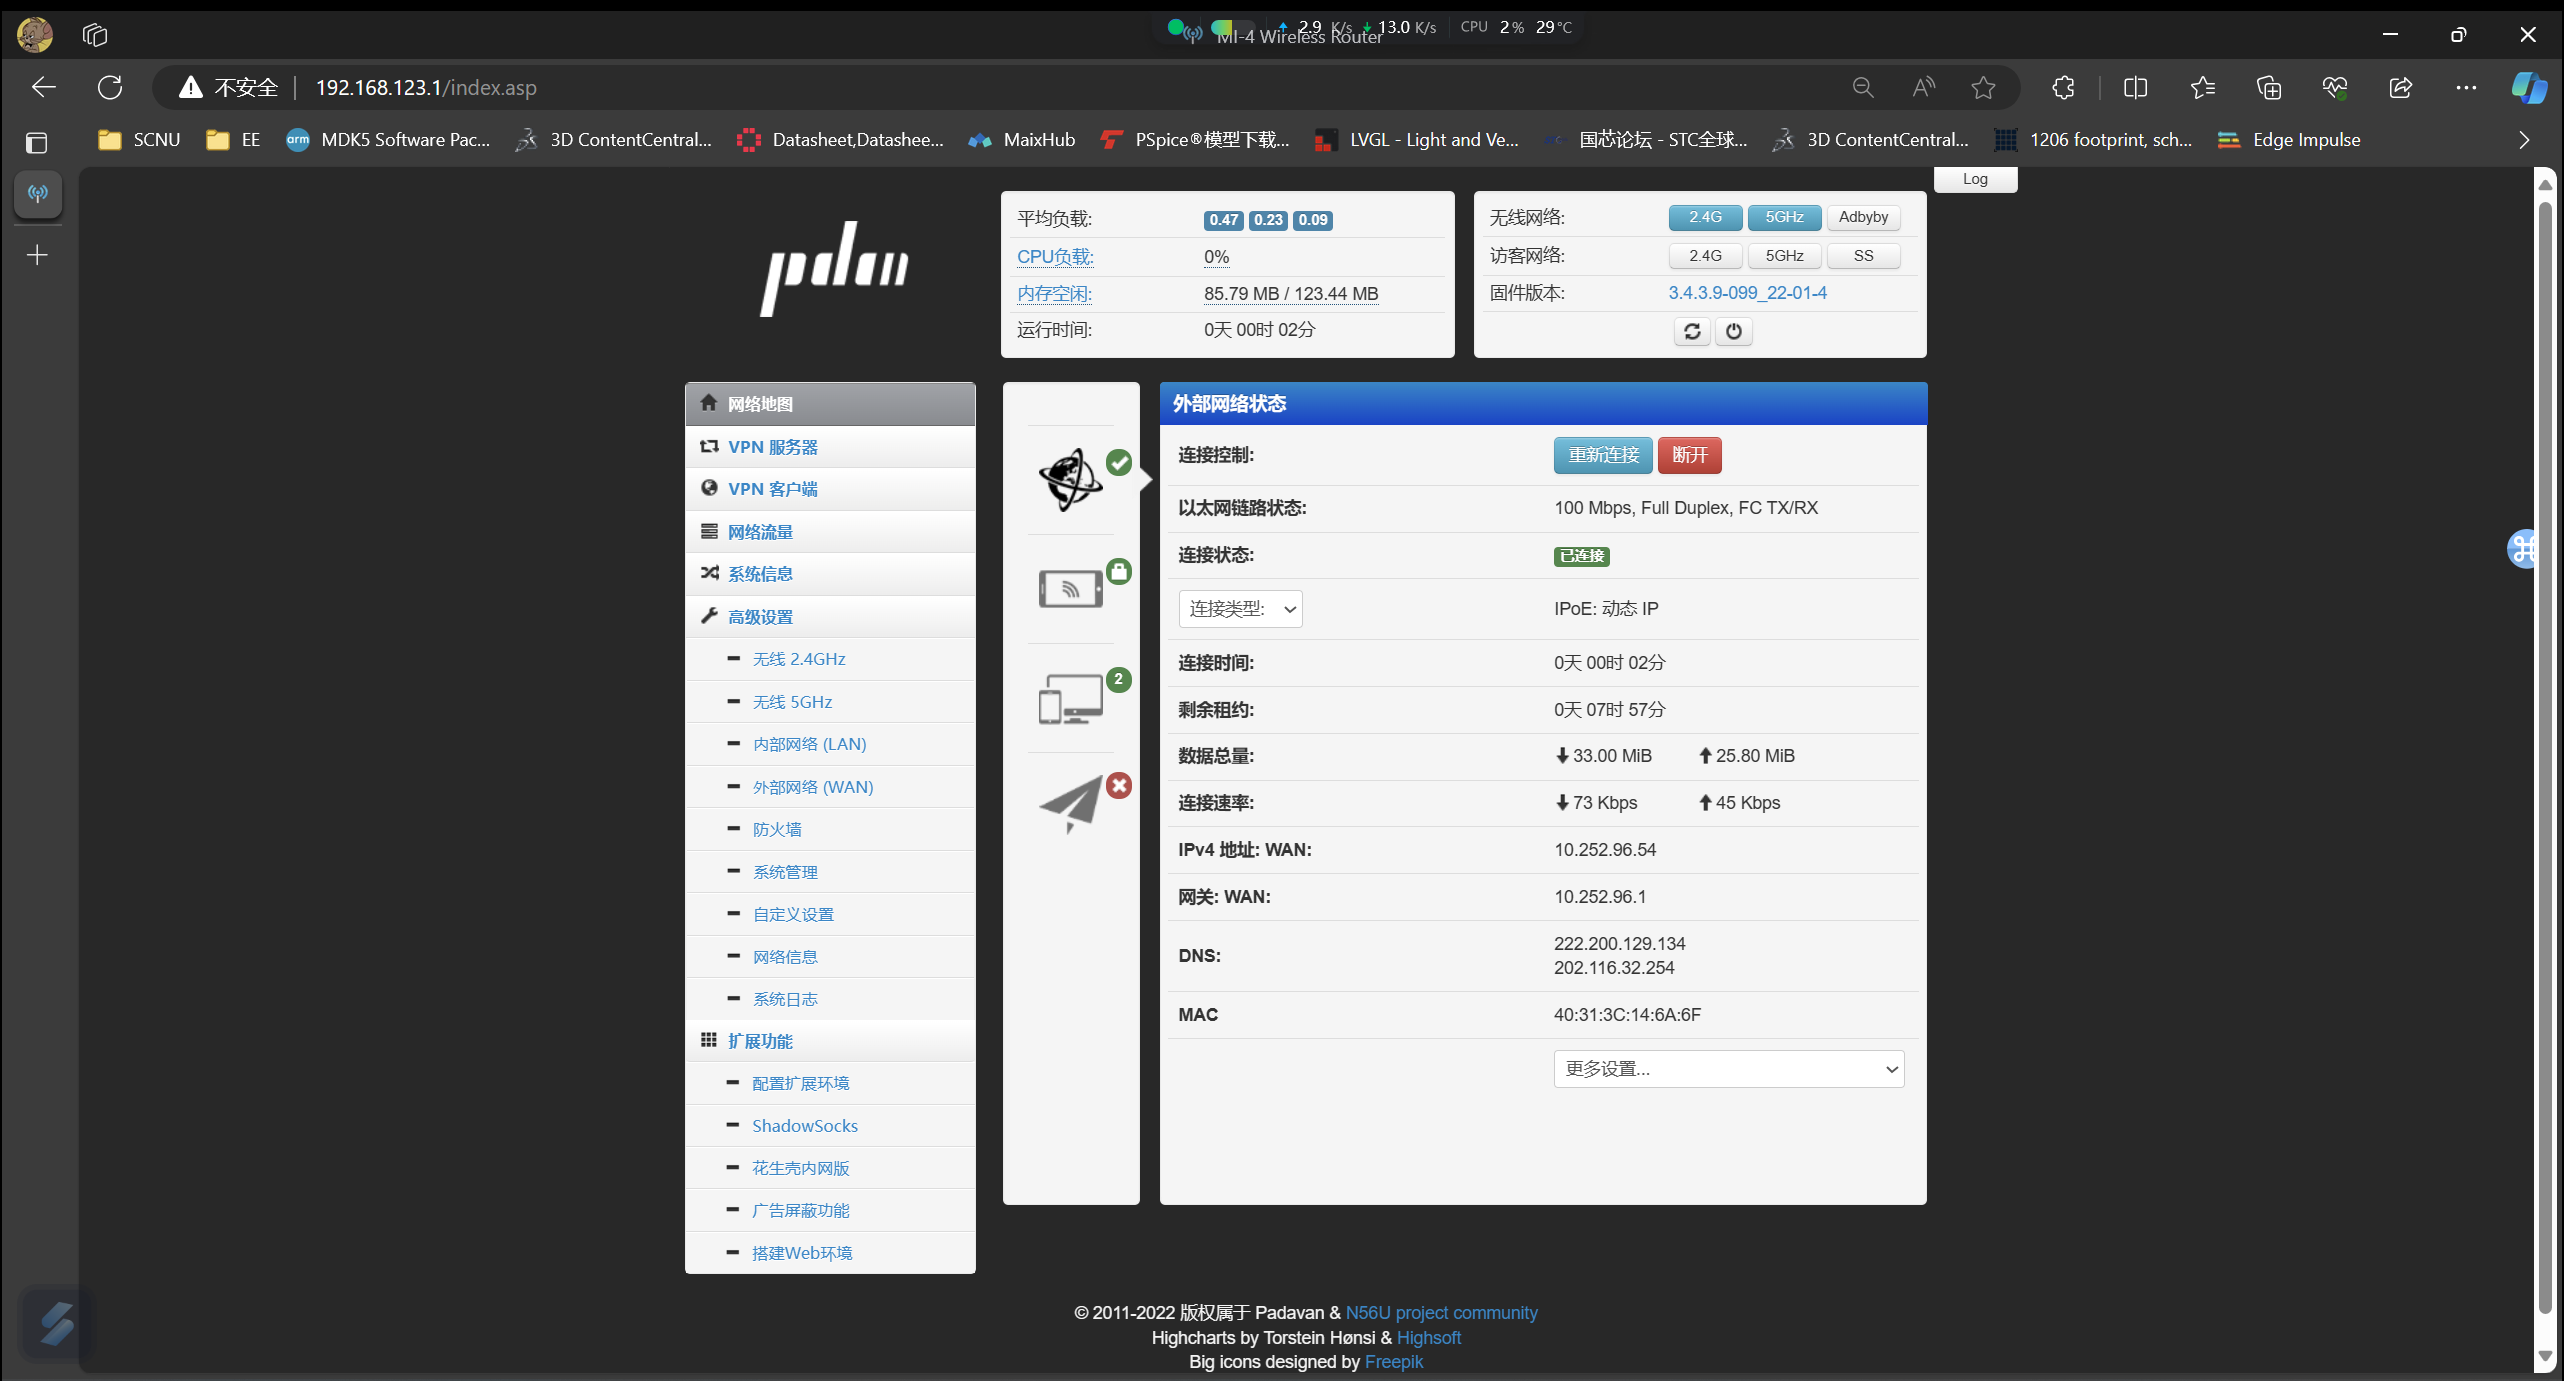 2.9 K/s 13.0 K/s CPU 2% 29°C
MI-4 Wireless Router
不安全 192.168.123.1/index.asp
SCNU EE MDK5 Software Pac... 3D ContentCentral... Datasheet,Datashee... MaixHub PSpice®模型下载... LVGL - Light and Ve... 国芯论坛 - STC全球... 3D ContentCentral... 1206 footprint, sch... Edge Impulse
Log
pdcn
平均负载: 0.47 0.23 0.09
CPU负载: 0%
内存空闲: 85.79 MB / 123.44 MB
运行时间: 0天 00时 02分
无线网络: 2.4G 5GHz Adbyby
访客网络: 2.4G 5GHz SS
固件版本: 3.4.3.9-099_22-01-4
网络地图
VPN 服务器
VPN 客户端
网络流量
系统信息
高级设置
无线 2.4GHz
无线 5GHz
内部网络 (LAN)
外部网络 (WAN)
防火墙
系统管理
自定义设置
网络信息
系统日志
扩展功能
配置扩展环境
ShadowSocks
花生壳内网版
广告屏蔽功能
搭建Web环境
2
外部网络状态
连接控制: 重新连接 断开
以太网链路状态: 100 Mbps, Full Duplex, FC TX/RX
连接状态: 已连接
连接类型: IPoE: 动态 IP
连接时间: 0天 00时 02分
剩余租约: 0天 07时 57分
数据总量: 33.00 MiB 25.80 MiB
连接速率: 73 Kbps 45 Kbps
IPv4 地址: WAN: 10.252.96.54
网关: WAN: 10.252.96.1
DNS: 222.200.129.134
202.116.32.254
MAC 40:31:3C:14:6A:6F
更多设置...
© 2011-2022 版权属于 Padavan & N56U project community
Highcharts by Torstein Hønsi & Highsoft
Big icons designed by Freepik